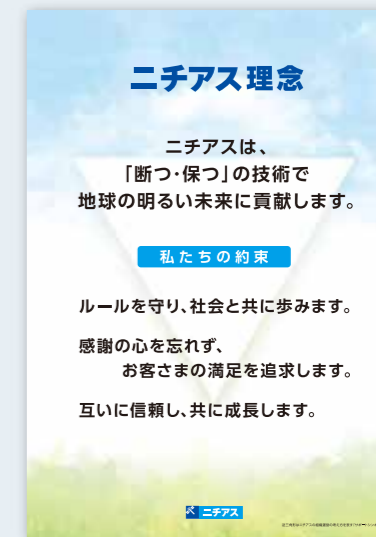 ニチアス理念
ニチアスは、
「断つ・保つ」の技術で
地球の明るい未来に貢献します。
私たちの約束
ルールを守り、社会と共に歩みます。
感謝の心を忘れず、
お客さまの満足を追求します。
互いに信頼し、共に成長します。
ニチアス